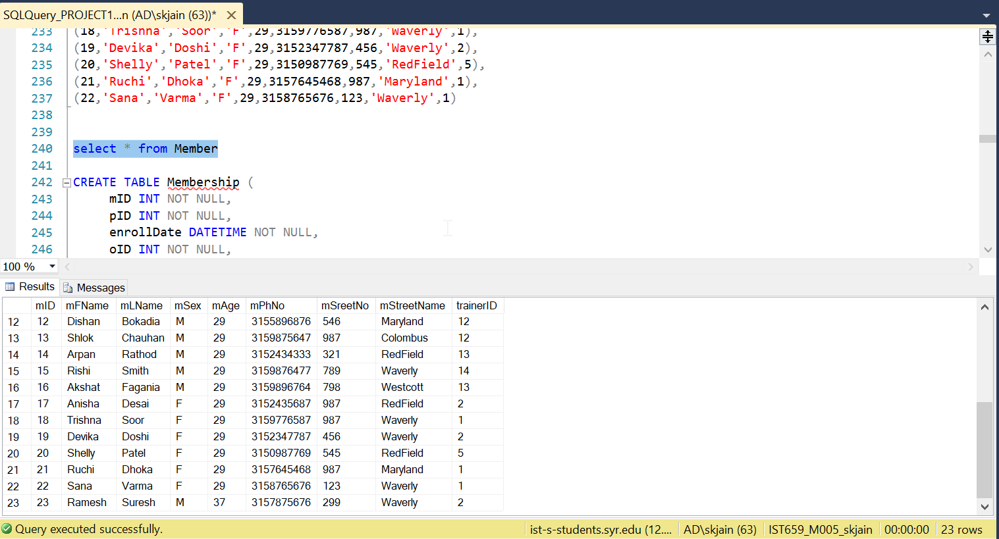 SQLQuery_PROJECT1...n (AD\skjain (63))*
233 (18,'Trishna','Soor','F',29,3159776587,987,'Waverly',1),
234 (19,'Devika','Doshi','F',29,3152347787,456,'Waverly',2),
235 (20,'Shelly','Patel','F',29,3150987769,545,'RedField',5),
236 (21,'Ruchi','Dhoka','F',29,3157645468,987,'Maryland',1),
237 (22,'Sana','Varma','F',29,3158765676,123,'Waverly',1)
238
239
240 select * from Member
241
242 CREATE TABLE Membership (
243 mID INT NOT NULL,
244 pID INT NOT NULL,
245 enrollDate DATETIME NOT NULL,
246 oID INT NOT NULL,
100 %
Results Messages
mID mFName mLName mSex mAge mPhNo mSreetNo mStreetName trainerID
12 12 Dishan Bokadia M 29 3155896876 546 Maryland 12
13 13 Shlok Chauhan M 29 3159875647 987 Colombus 12
14 14 Arpan Rathod M 29 3152434333 321 RedField 13
15 15 Rishi Smith M 29 3159876477 789 Waverly 14
16 16 Akshat Fagania M 29 3159896764 798 Westcott 13
17 17 Anisha Desai F 29 3152435687 987 RedField 2
18 18 Trishna Soor F 29 3159776587 987 Waverly 1
19 19 Devika Doshi F 29 3152347787 456 Waverly 2
20 20 Shelly Patel F 29 3150987769 545 RedField 5
21 21 Ruchi Dhoka F 29 3157645468 987 Maryland 1
22 22 Sana Varma F 29 3158765676 123 Waverly 1
23 23 Ramesh Suresh M 37 3157875676 299 Waverly 2
Query executed successfully. ist-s-students.syr.edu (12.... AD\skjain (63) IST659_M005_skjain 00:00:00 23 rows